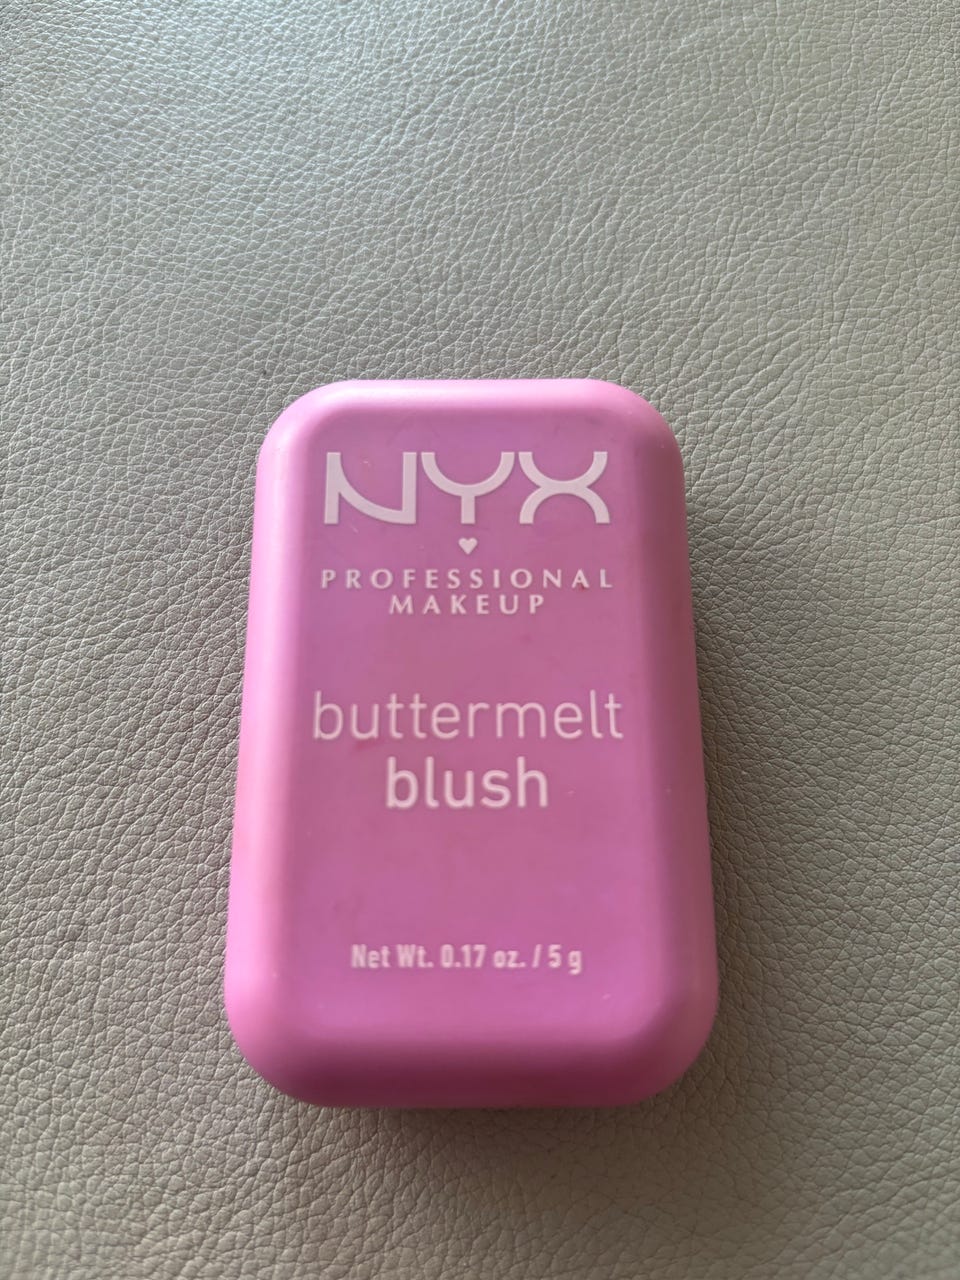 NYX
PROFESSIONAL
MAKEUP
buttermelt
blush
Net Wt. 0.17 oz. / 5 g